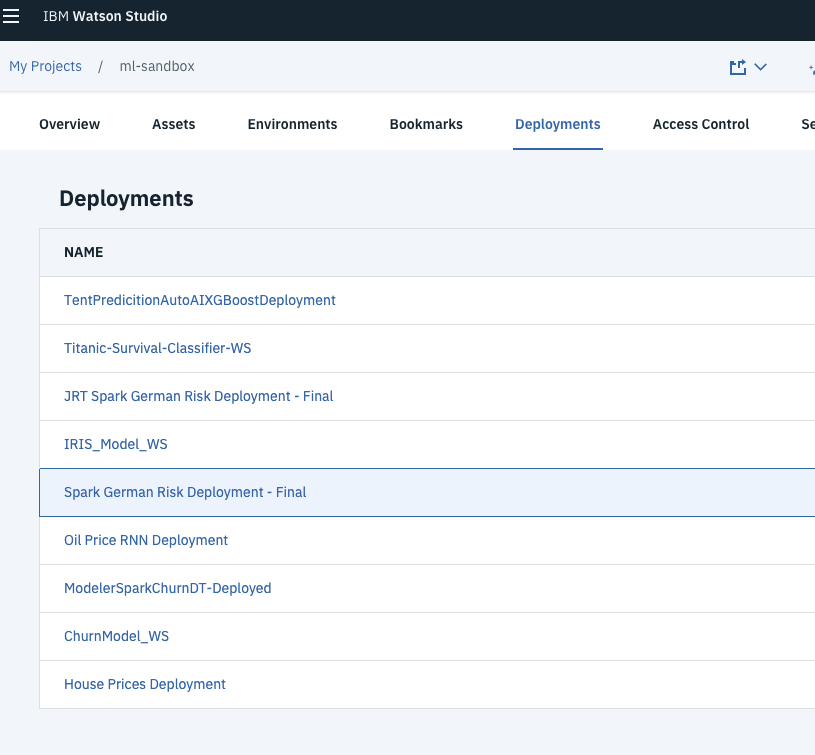 IBM Watson Studio
My Projects / ml-sandbox
Overview Assets Environments Bookmarks Deployments Access Control Se
Deployments
NAME
TentPredicitionAutoAIXGBoostDeployment
Titanic-Survival-Classifier-WS
JRT Spark German Risk Deployment - Final
IRIS_Model_WS
Spark German Risk Deployment - Final
Oil Price RNN Deployment
ModelerSparkChurnDT-Deployed
ChurnModel_WS
House Prices Deployment